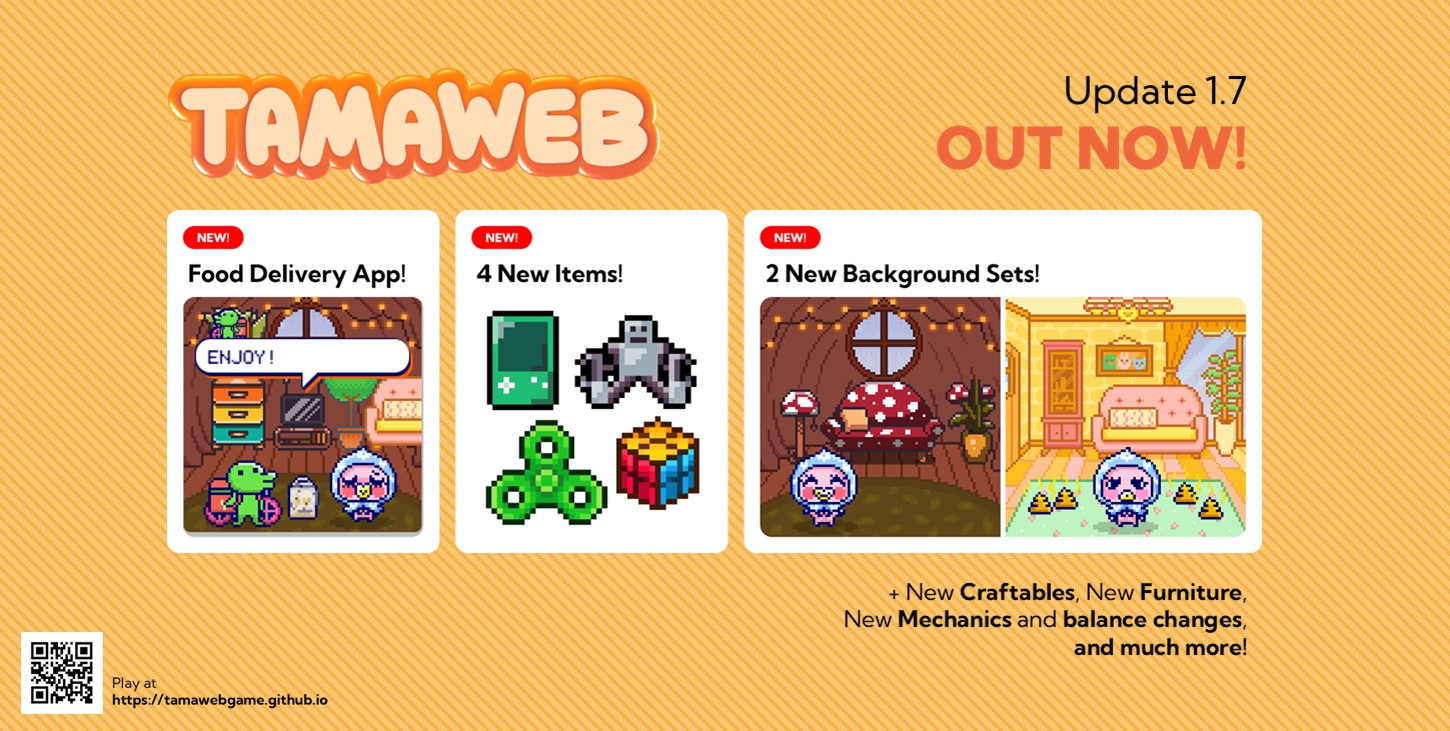 TAMAWEB
Update 1.7
OUT NOW!
NEW!
Food Delivery App!
ENJOY!
NEW!
4 New Items!
NEW!
2 New Background Sets!
+ New Craftables, New Furniture,
New Mechanics and balance changes,
and much more!
Play at
https://tamawebgame.github.io